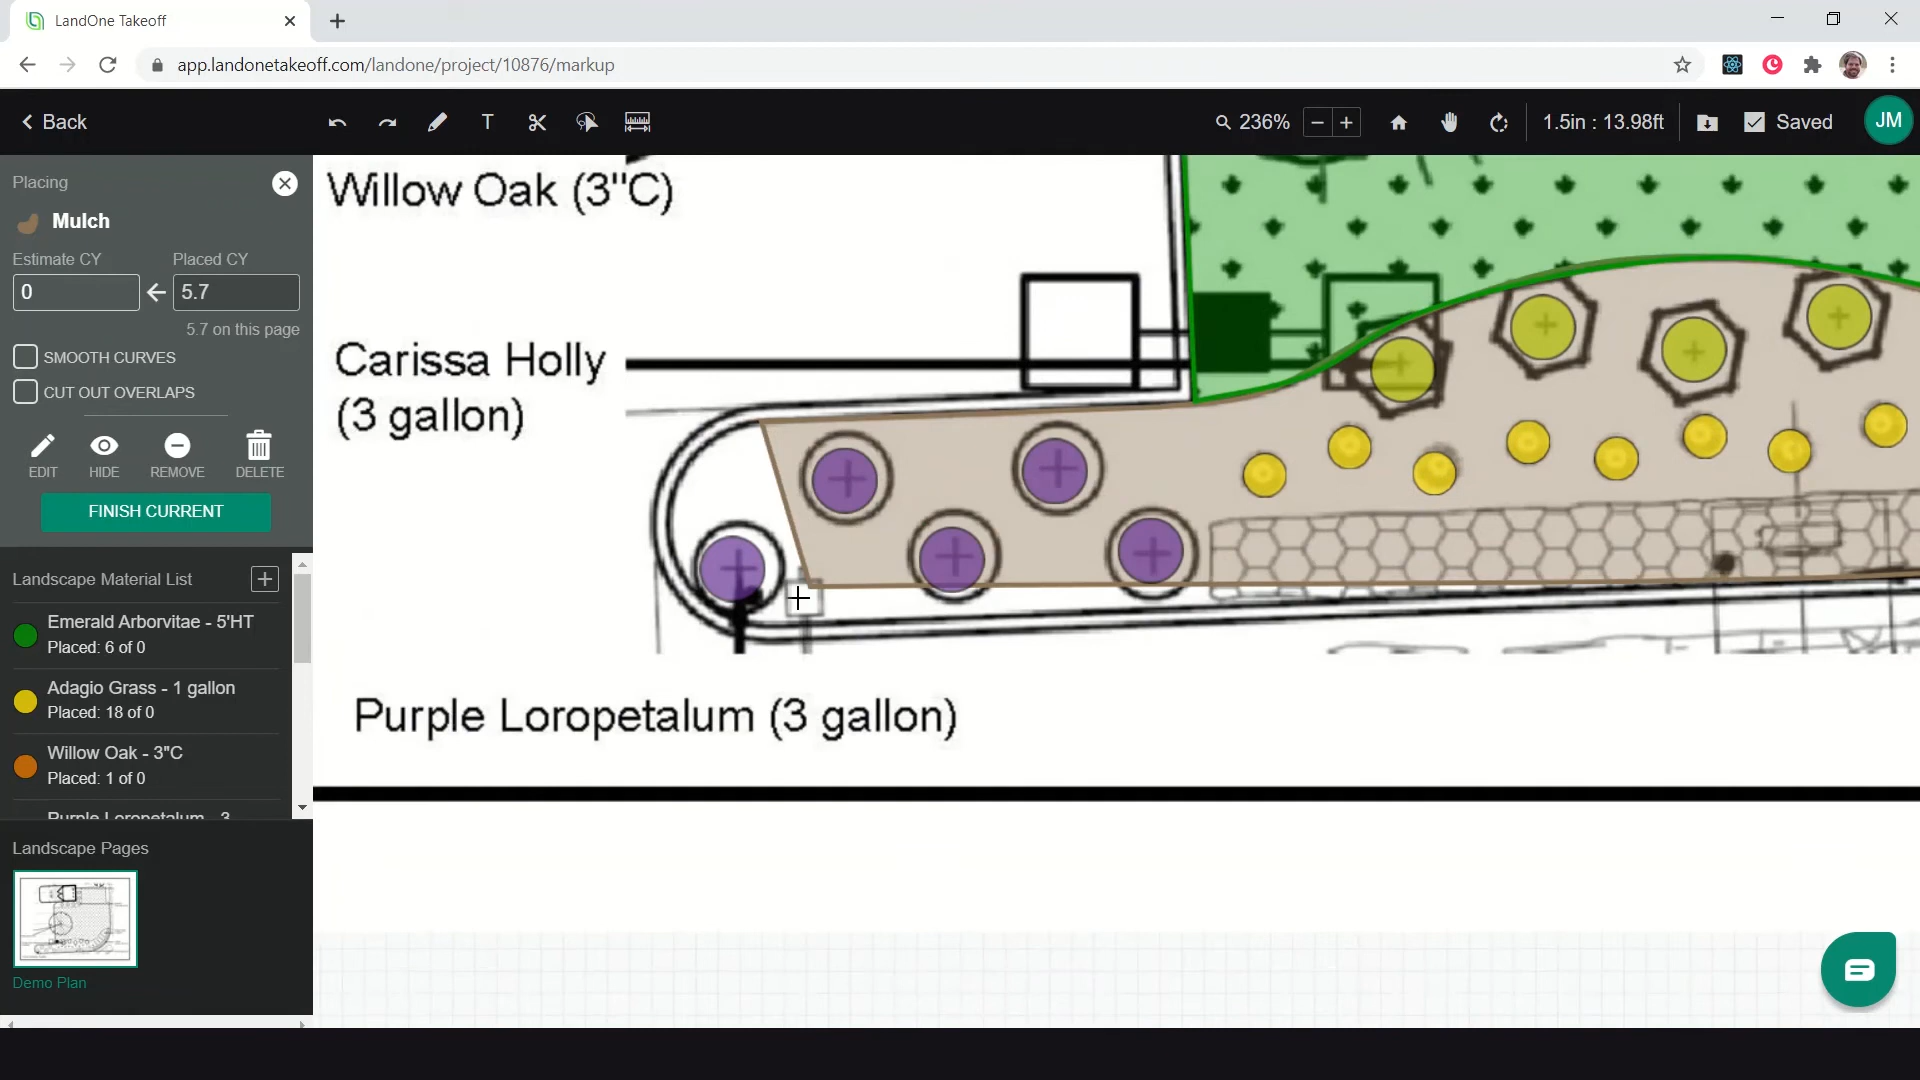 LandOne Takeoff
app.landonetakeoff.com/landone/project/10876/markup
Back
T
236%
1.5in : 13.98ft
Saved
JM
Placing
Mulch
Estimate CY
Placed CY
0
5.7
5.7 on this page
SMOOTH CURVES
CUT OUT OVERLAPS
EDIT
HIDE
REMOVE
DELETE
FINISH CURRENT
Landscape Material List
Emerald Arborvitae - 5'HT
Placed: 6 of 0
Adagio Grass - 1 gallon
Placed: 18 of 0
Willow Oak - 3"C
Placed: 1 of 0
Purple Loropetalum - 3
Landscape Pages
Demo Plan
Willow Oak (3"C)
Carissa Holly
(3 gallon)
Purple Loropetalum (3 gallon)